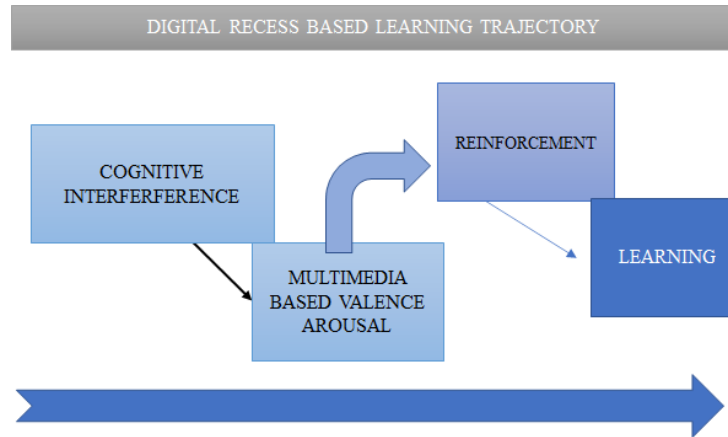 DIGITAL RECESS BASED LEARNING TRAJECTORY
COGNITIVE
INTERFERFERENCE
MULTIMEDIA
BASED VALENCE
AROUSAL
REINFORCEMENT
LEARNING